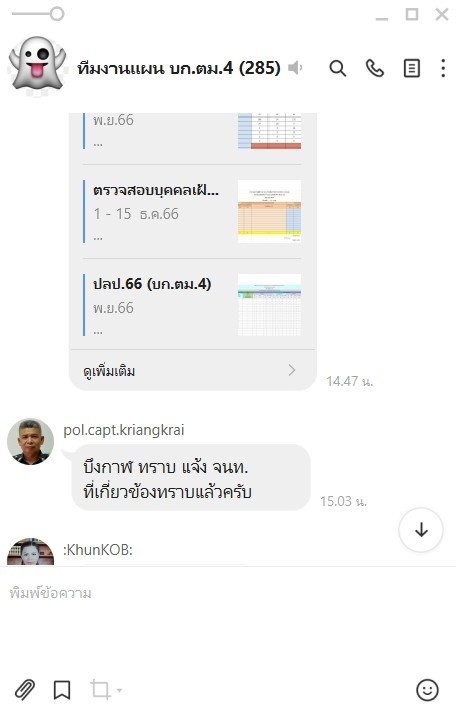 ทีมงานแผน บก.ตม.4 (285)
พ.ย.66
...
ตรวจสอบบุคคลเฝ้...
1 - 15 ธ.ค.66
...
ปลป.66 (บก.ตม.4)
พ.ย.66
...
ดูเพิ่มเติม
14.47 น.
pol.capt.kriangkrai
บึงกาฬ ทราบ แจ้ง จนท.
ที่เกี่ยวข้องทราบแล้วครับ
15.03 น.
:KhunKOB:
พิมพ์ข้อความ